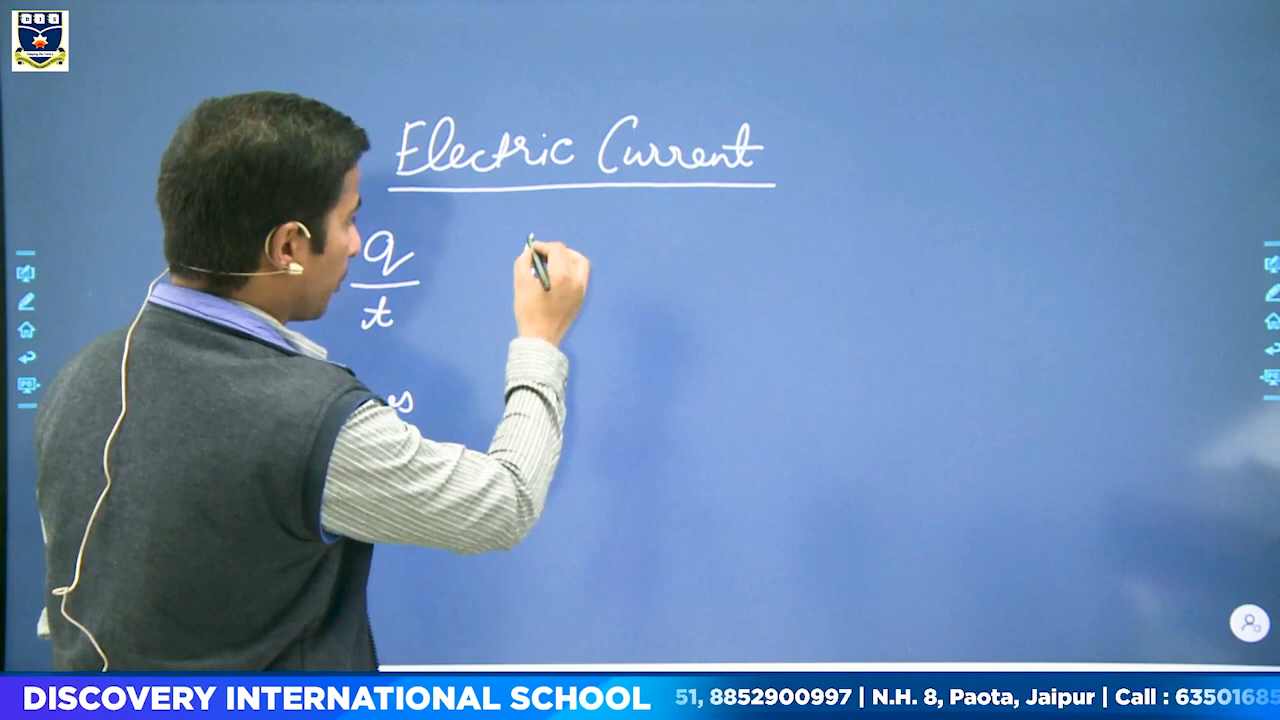 Electric Current
q
t
s
DISCOVERY INTERNATIONAL SCHOOL
51, 8852900997 | N.H. 8, Paota, Jaipur | Call : 63501685